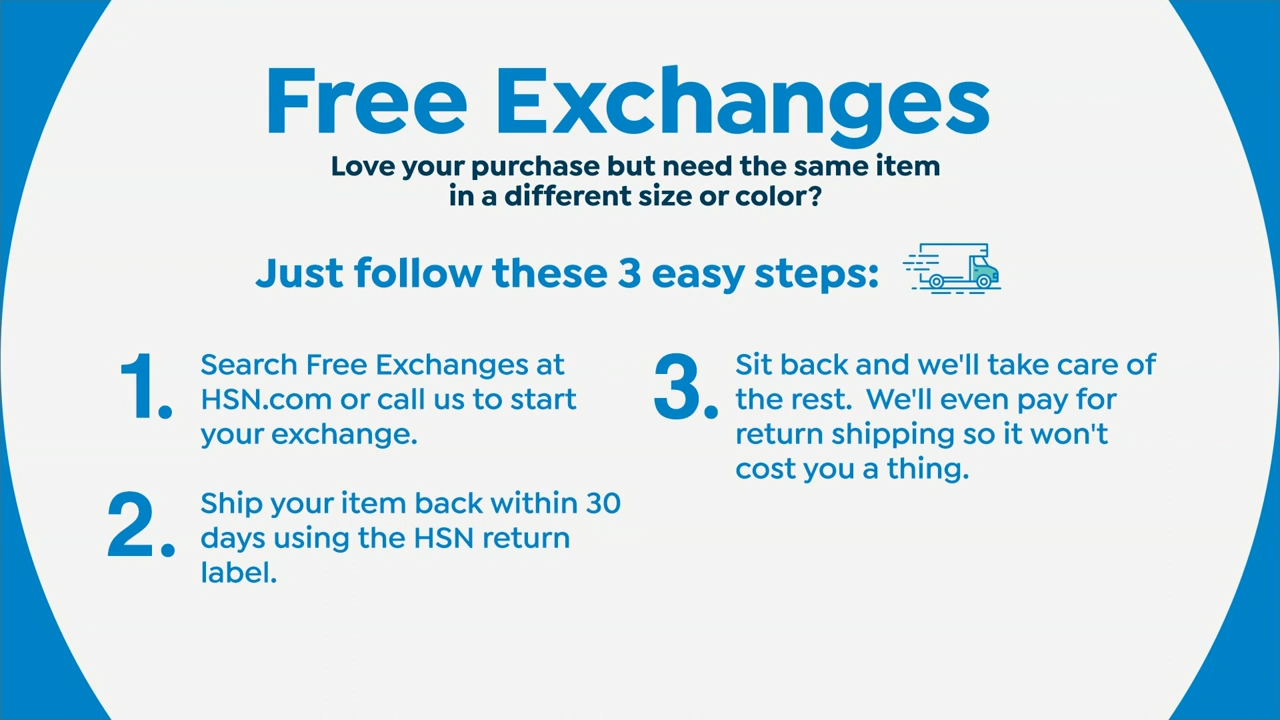 Free Exchanges
Love your purchase but need the same item
in a different size or color?
Just follow these 3 easy steps:
1. Search Free Exchanges at
HSN.com or call us to start
your exchange.
2. Ship your item back within 30
days using the HSN return
label.
3. Sit back and we'll take care of
the rest.  We'll even pay for
return shipping so it won't
cost you a thing.